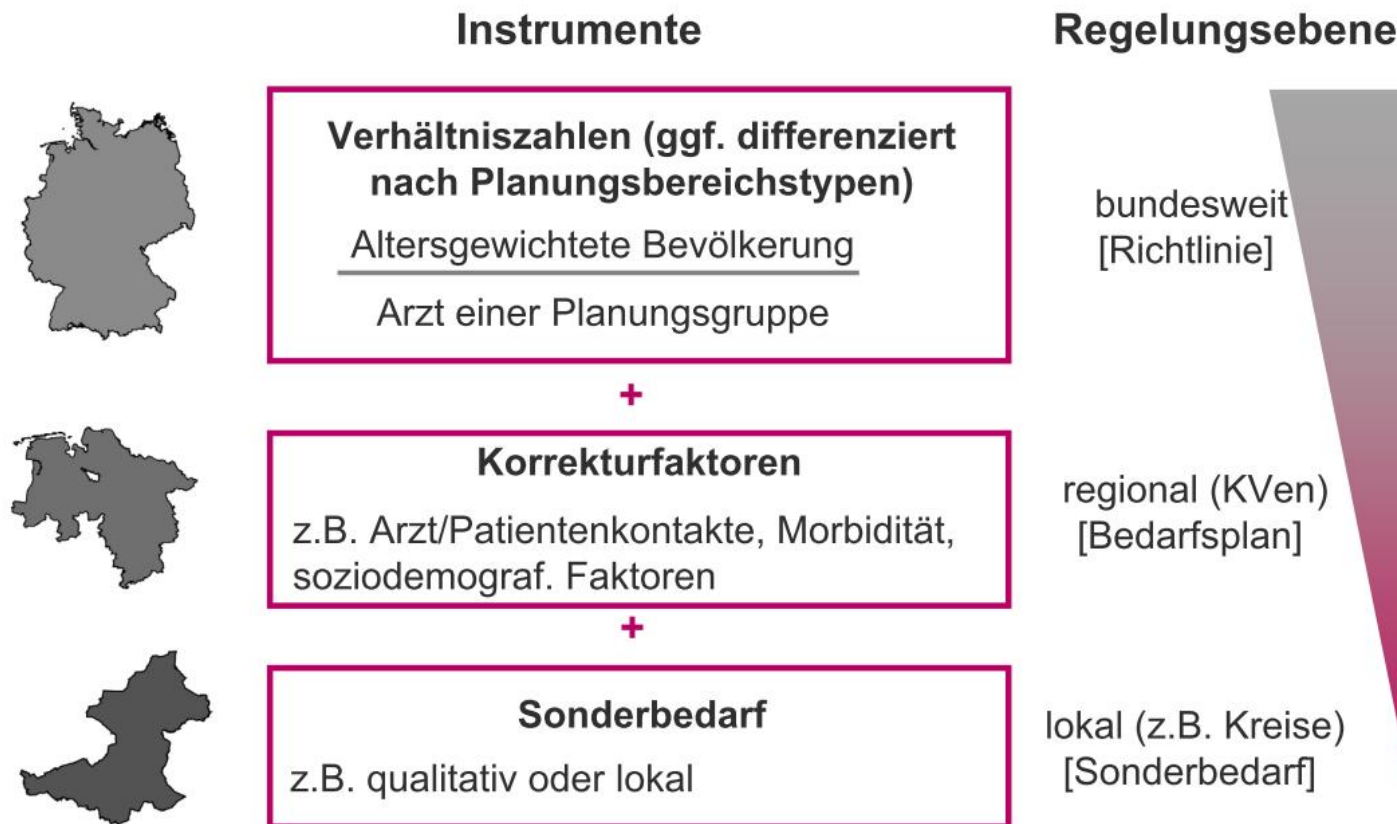 Instrumente
Regelungsebene
Verhältniszahlen (ggf. differenziert
nach Planungsbereichstypen)
Altersgewichtete Bevölkerung
Arzt einer Planungsgruppe
bundesweit
[Richtlinie]
+
Korrekturfaktoren
z.B. Arzt/Patientenkontakte, Morbidität,
soziodemograf. Faktoren
regional (KVen)
[Bedarfsplan]
+
Sonderbedarf
z.B. qualitativ oder lokal
lokal (z.B. Kreise)
[Sonderbedarf]